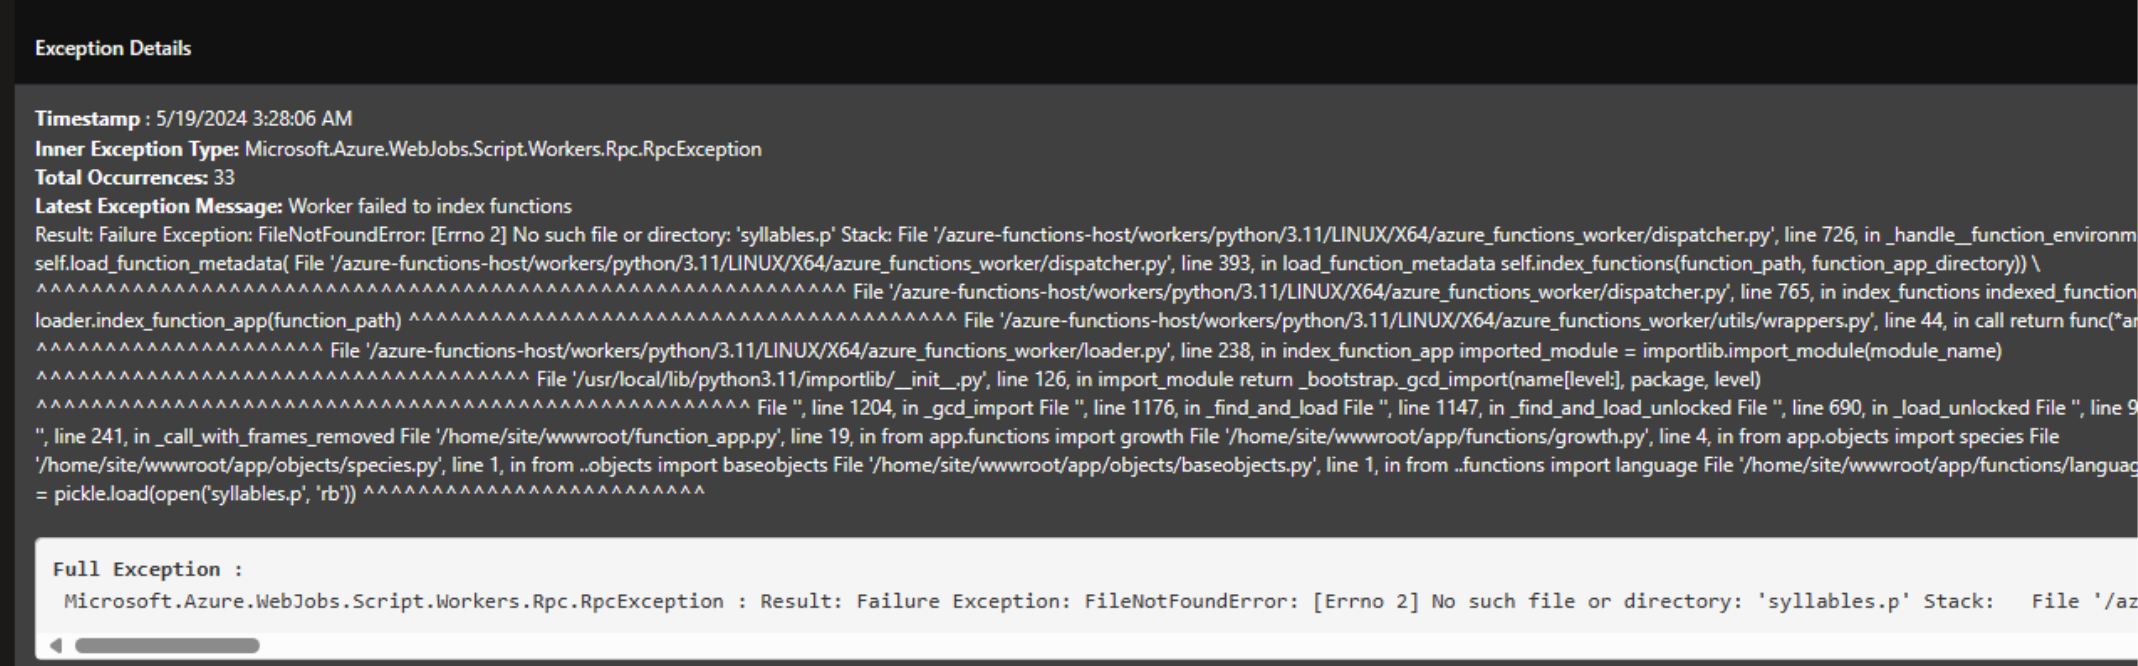 Exception Details
Timestamp : 5/19/2024 3:28:06 AM
Inner Exception Type: Microsoft.Azure.WebJobs.Script.Workers.Rpc.RpcException
Total Occurrences: 33
Latest Exception Message: Worker failed to index functions
Result: Failure Exception: FileNotFoundError: [Errno 2] No such file or directory: 'syllables.p' Stack: File '/azure-functions-host/workers/python/3.11/LINUX/X64/azure_functions_worker/dispatcher.py', line 726, in _handle__function_environm
self.load_function_metadata( File '/azure-functions-host/workers/python/3.11/LINUX/X64/azure_functions_worker/dispatcher.py', line 393, in load_function_metadata self.index_functions(function_path, function_app_directory)) \
^^^^^^^^^^^^^^^^^^^^^^^^^^^^^^^^^^^^^^^^^^^^^^^^^^^^^^^^^^^ File '/azure-functions-host/workers/python/3.11/LINUX/X64/azure_functions_worker/dispatcher.py', line 765, in index_functions indexed_function
loader.index_function_app(function_path) ^^^^^^^^^^^^^^^^^^^^^^^^^^^^^^^^^^^^^^^^ File '/azure-functions-host/workers/python/3.11/LINUX/X64/azure_functions_worker/utils/wrappers.py', line 44, in call return func(*ar
^^^^^^^^^^^^^^^^^^^^^ File '/azure-functions-host/workers/python/3.11/LINUX/X64/azure_functions_worker/loader.py', line 238, in index_function_app imported_module = importlib.import_module(module_name)
^^^^^^^^^^^^^^^^^^^^^^^^^^^^^^^^^^^^ File '/usr/local/lib/python3.11/importlib/__init__.py', line 126, in import_module return _bootstrap._gcd_import(name[level:], package, level)
^^^^^^^^^^^^^^^^^^^^^^^^^^^^^^^^^^^^^^^^^^^^^^^^^^^^ File '', line 1204, in _gcd_import File '', line 1176, in _find_and_load File '', line 1147, in _find_and_load_unlocked File '', line 690, in _load_unlocked File '', line 9
'', line 241, in _call_with_frames_removed File '/home/site/wwwroot/function_app.py', line 19, in from app.functions import growth File '/home/site/wwwroot/app/functions/growth.py', line 4, in from app.objects import species File
'/home/site/wwwroot/app/objects/species.py', line 1, in from ..objects import baseobjects File '/home/site/wwwroot/app/objects/baseobjects.py', line 1, in from ..functions import language File '/home/site/wwwroot/app/functions/languag
= pickle.load(open('syllables.p', 'rb')) ^^^^^^^^^^^^^^^^^^^^^^^^^
Full Exception :
Microsoft.Azure.WebJobs.Script.Workers.Rpc.RpcException : Result: Failure Exception: FileNotFoundError: [Errno 2] No such file or directory: 'syllables.p' Stack: File '/az